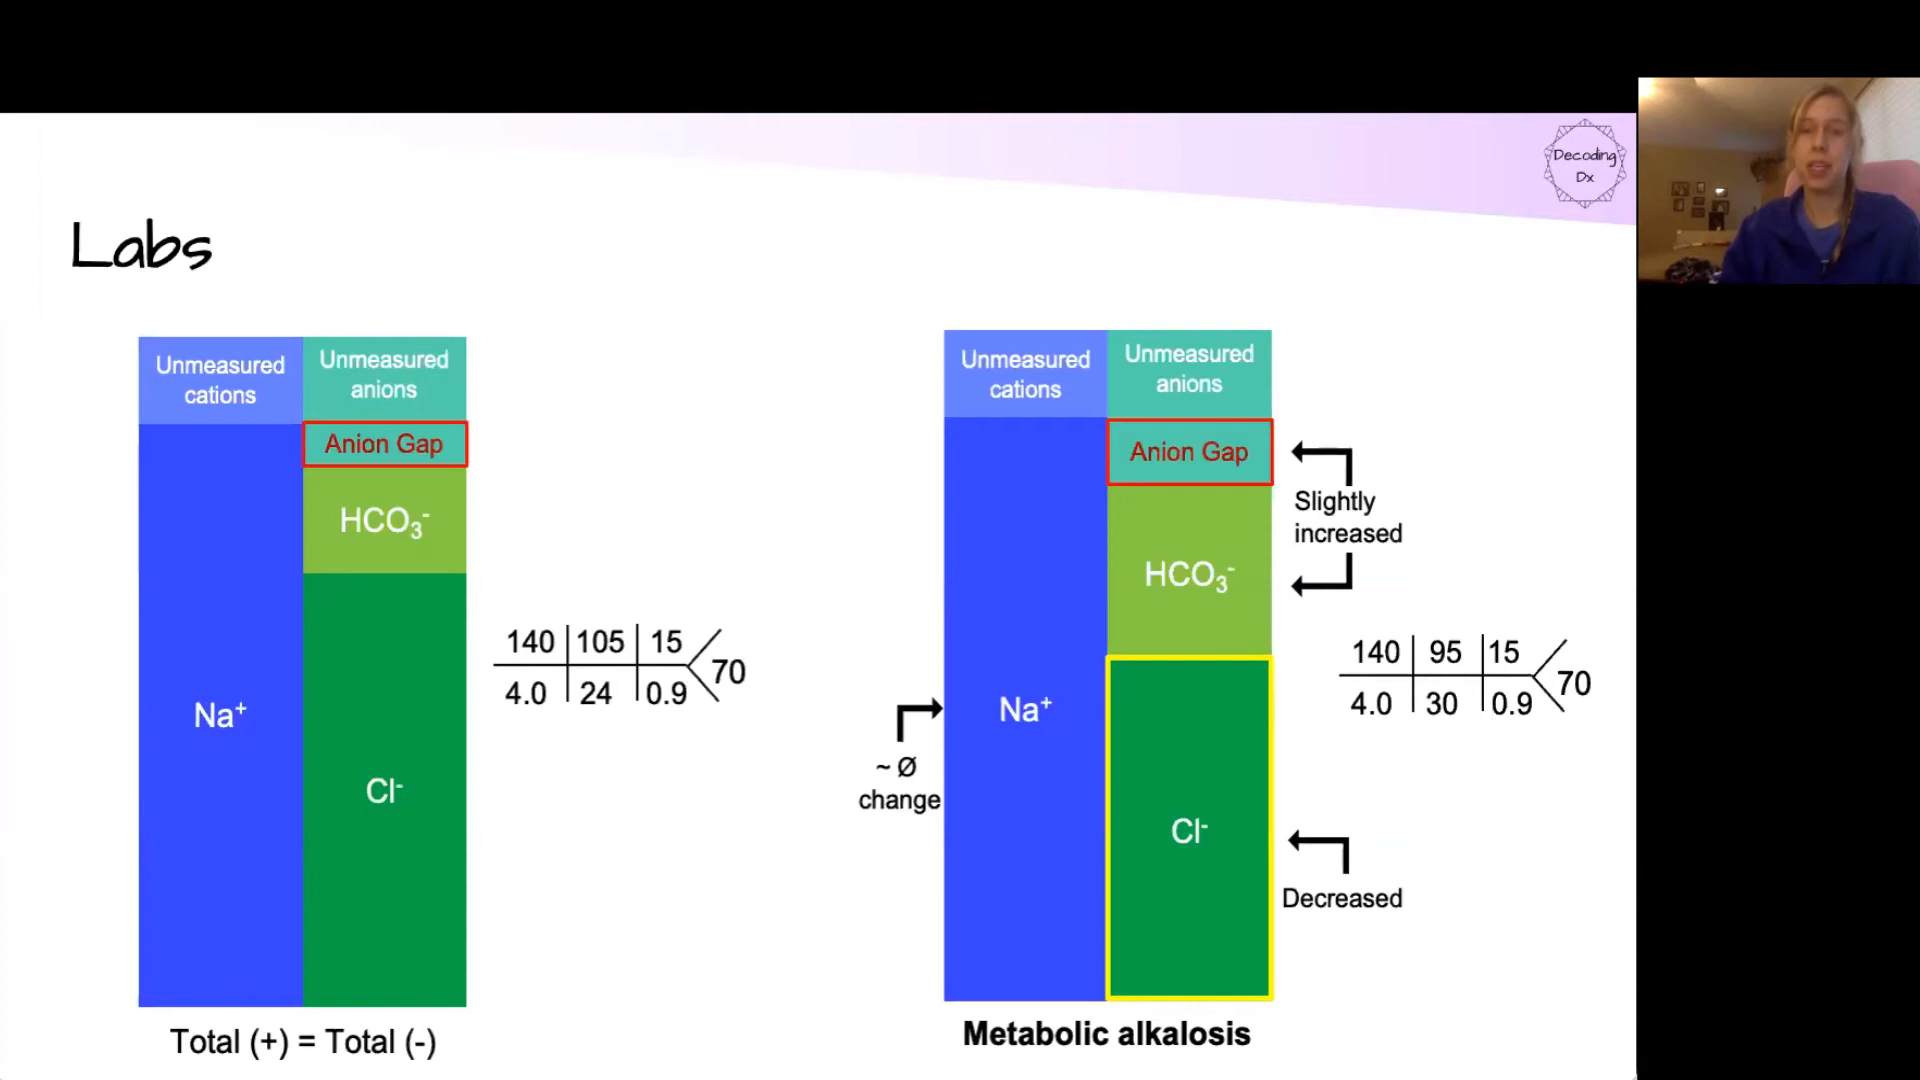 Decoding
Dx
Labs
Unmeasured
cations
Unmeasured
anions
Anion Gap
HCO₃⁻
Na⁺
Cl⁻
140 105 15
70
4.0 24 0.9
Total (+) = Total (-)
Unmeasured
cations
Unmeasured
anions
Anion Gap
Slightly
increased
HCO₃⁻
Na⁺
~ Ø
change
Cl⁻
Decreased
140 95 15
70
4.0 30 0.9
Metabolic alkalosis